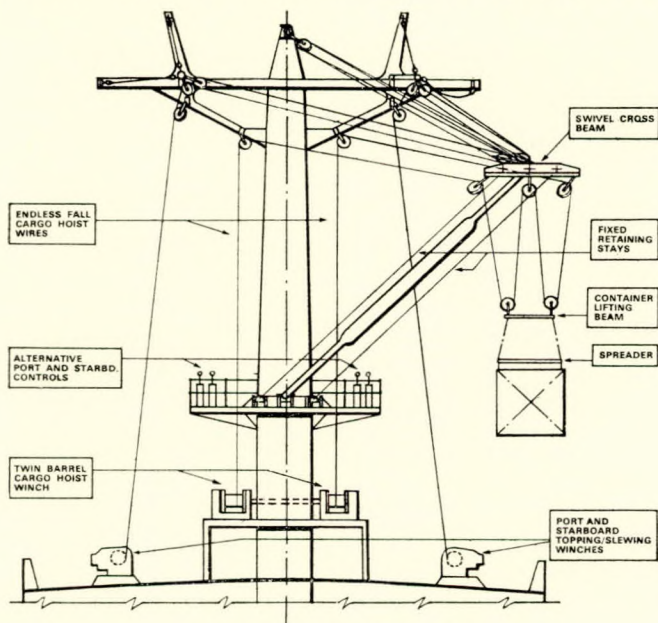 SWIVEL CROSS
BEAM
ENDLESS FALL
CARGO HOIST
WIRES
FIXED
RETAINING
STAYS
CONTAINER
LIFTING
BEAM
SPREADER
ALTERNATIVE
PORT AND STARBD.
CONTROLS
TWIN BARREL
CARGO HOIST
WINCH
PORT AND
STARBOARD
TOPPING/SLEWING
WINCHES